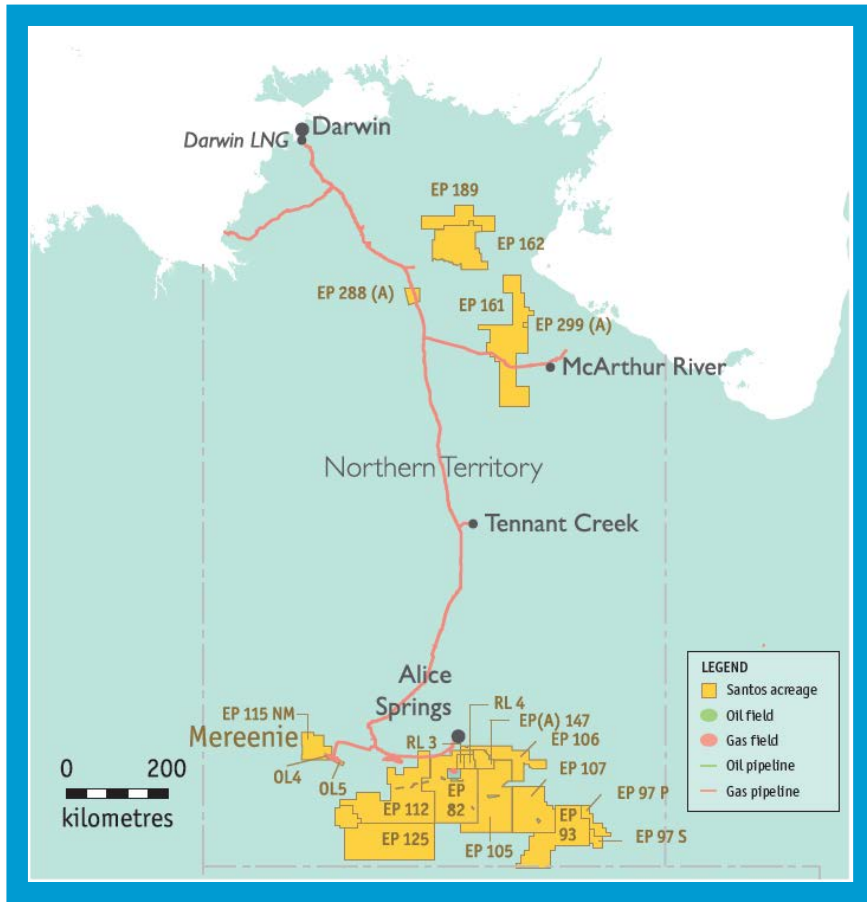 Darwin
Darwin LNG
EP 189
EP 162
EP 288 (A)
EP 161
EP 299 (A)
McArthur River
Northern Territory
Tennant Creek
Alice
Springs
RL 4
EP(A) 147
EP 115 NM
Mereenie
RL 3
EP 106
EP 107
OL4
OL5
EP 112
EP
82
EP 97 P
EP
93
EP 125
EP 105
EP 97 S
0 200
kilometres
LEGEND
Santos acreage
Oil field
Gas field
Oil pipeline
Gas pipeline